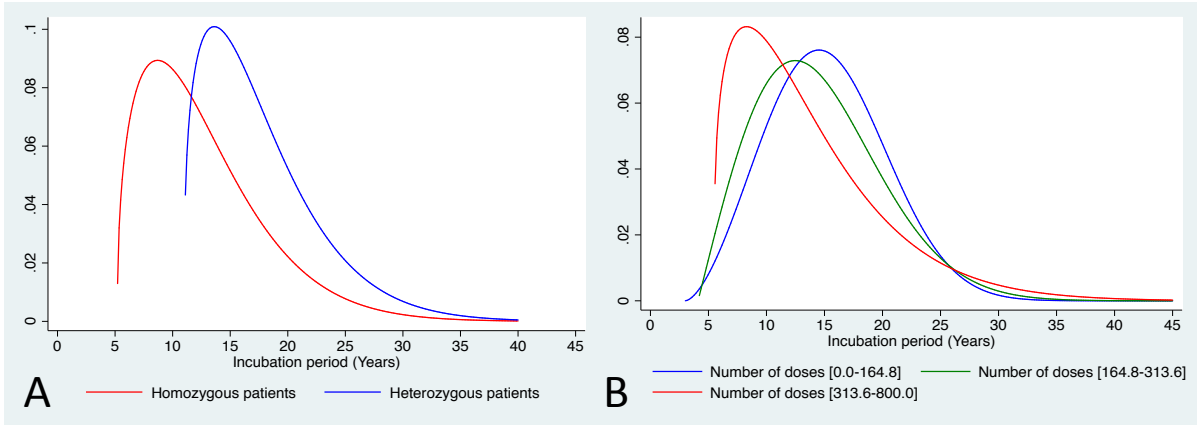 .1
.08
.06
.04
.02
0
0 5 10 15 20 25 30 35 40 45
Incubation period (Years)
A
Homozygous patients
Heterozygous patients
.08
.06
.04
.02
0
0 5 10 15 20 25 30 35 40 45
Incubation period (Years)
B
Number of doses [0.0-164.8]
Number of doses [164.8-313.6]
Number of doses [313.6-800.0]